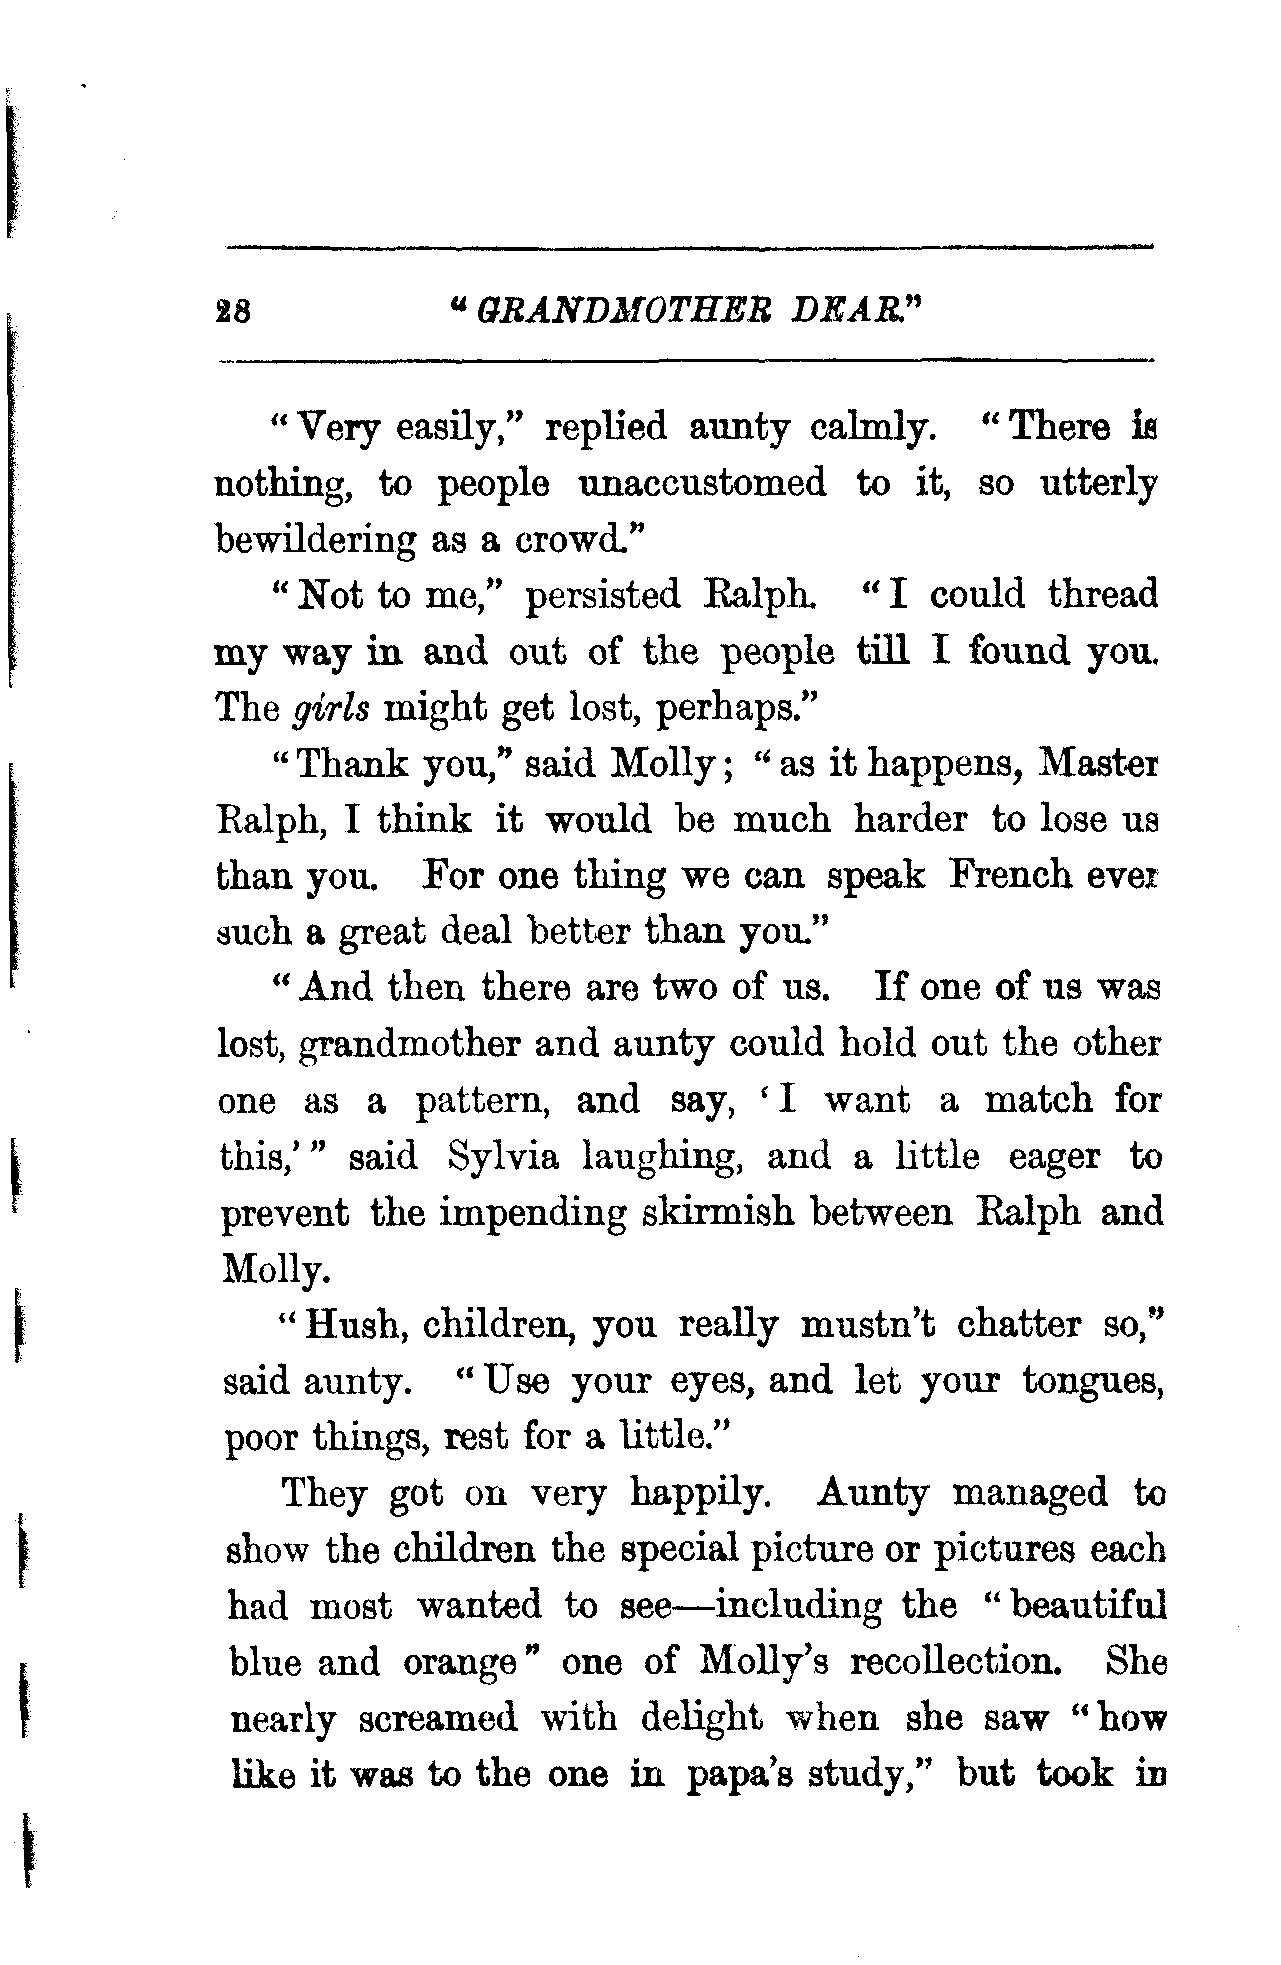 28 "GRANDMOTHER DEAR."
"Very easily," replied aunty calmly. "There is
nothing, to people unaccustomed to it, so utterly
bewildering as a crowd."
"Not to me," persisted Ralph. "I could thread
my way in and out of the people till I found you.
The girls might get lost, perhaps."
"Thank you," said Molly; "as it happens, Master
Ralph, I think it would be much harder to lose us
than you. For one thing we can speak French ever
such a great deal better than you."
"And then there are two of us. If one of us was
lost, grandmother and aunty could hold out the other
one as a pattern, and say, 'I want a match for
this,'" said Sylvia laughing, and a little eager to
prevent the impending skirmish between Ralph and
Molly.
"Hush, children, you really mustn't chatter so,"
said aunty. "Use your eyes, and let your tongues,
poor things, rest for a little."
They got on very happily. Aunty managed to
show the children the special picture or pictures each
had most wanted to see—including the "beautiful
blue and orange" one of Molly's recollection. She
nearly screamed with delight when she saw "how
like it was to the one in papa's study," but took in